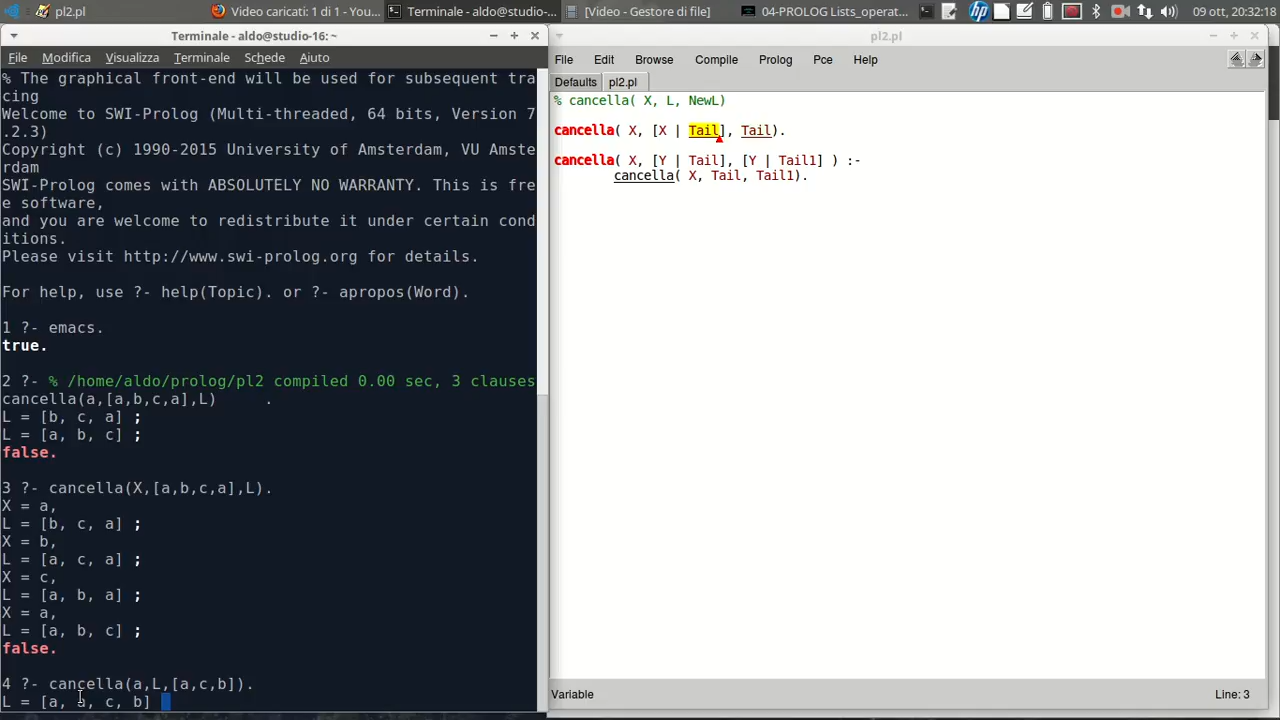 pl2.pl
Video caricati: 1 di 1 - You...
Terminale - aldo@studio-...
[Video - Gestore di file]
04-PROLOG Lists_operat...
09 ott, 20:32:18
Terminale - aldo@studio-16: ~
File Modifica Visualizza Terminale Schede Aiuto
% The graphical front-end will be used for subsequent tra
cing
Welcome to SWI-Prolog (Multi-threaded, 64 bits, Version 7
.2.3)
Copyright (c) 1990-2015 University of Amsterdam, VU Amste
rdam
SWI-Prolog comes with ABSOLUTELY NO WARRANTY. This is fre
e software,
and you are welcome to redistribute it under certain cond
itions.
Please visit http://www.swi-prolog.org for details.
For help, use ?- help(Topic). or ?- apropos(Word).
1 ?- emacs.
true.
2 ?- % /home/aldo/prolog/pl2 compiled 0.00 sec, 3 clauses
cancella(a,[a,b,c,a],L)      .
L = [b, c, a] ;
L = [a, b, c] ;
false.
3 ?- cancella(X,[a,b,c,a],L).
X = a,
L = [b, c, a] ;
X = b,
L = [a, c, a] ;
X = c,
L = [a, b, a] ;
X = a,
L = [a, b, c] ;
false.
4 ?- cancella(a,L,[a,c,b]).
L = [a, a, c, b]
pl2.pl
File Edit Browse Compile Prolog Pce Help
Defaults pl2.pl
% cancella( X, L, NewL)
cancella( X, [X | Tail], Tail).
cancella( X, [Y | Tail], [Y | Tail1] ) :-
cancella( X, Tail, Tail1).
Variable
Line: 3